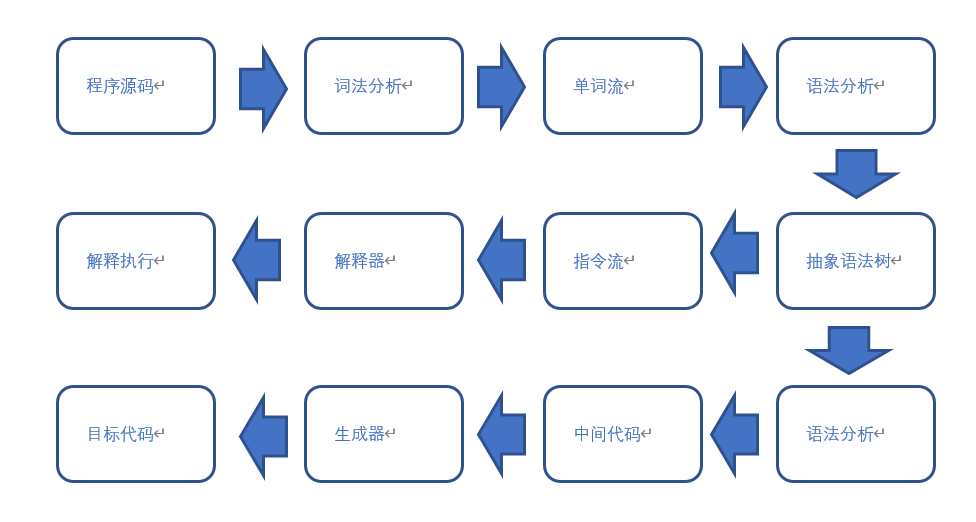 程序源码
词法分析
单词流
语法分析
解释执行
解释器
指令流
抽象语法树
目标代码
生成器
中间代码
语法分析